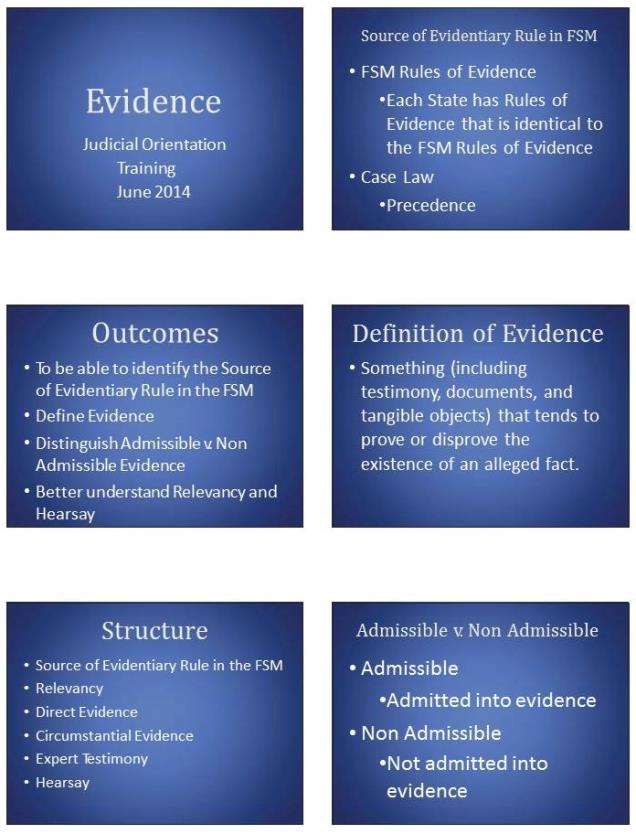 Evidence
Judicial Orientation
Training
June 2014
Outcomes
• To be able to identify the Source
of Evidentiary Rule in the FSM
• Define Evidence
• Distinguish Admissible v. Non
Admissible Evidence
• Better understand Relevancy and
Hearsay
Structure
• Source of Evidentiary Rule in the FSM
• Relevancy
• Direct Evidence
• Circumstantial Evidence
• Expert Testimony
• Hearsay
Source of Evidentiary Rule in FSM
• FSM Rules of Evidence
•Each State has Rules of
Evidence that is identical to
the FSM Rules of Evidence
• Case Law
•Precedence
Definition of Evidence
• Something (including
testimony, documents, and
tangible objects) that tends to
prove or disprove the
existence of an alleged fact.
Admissible v. Non Admissible
• Admissible
•Admitted into evidence
• Non Admissible
•Not admitted into
evidence